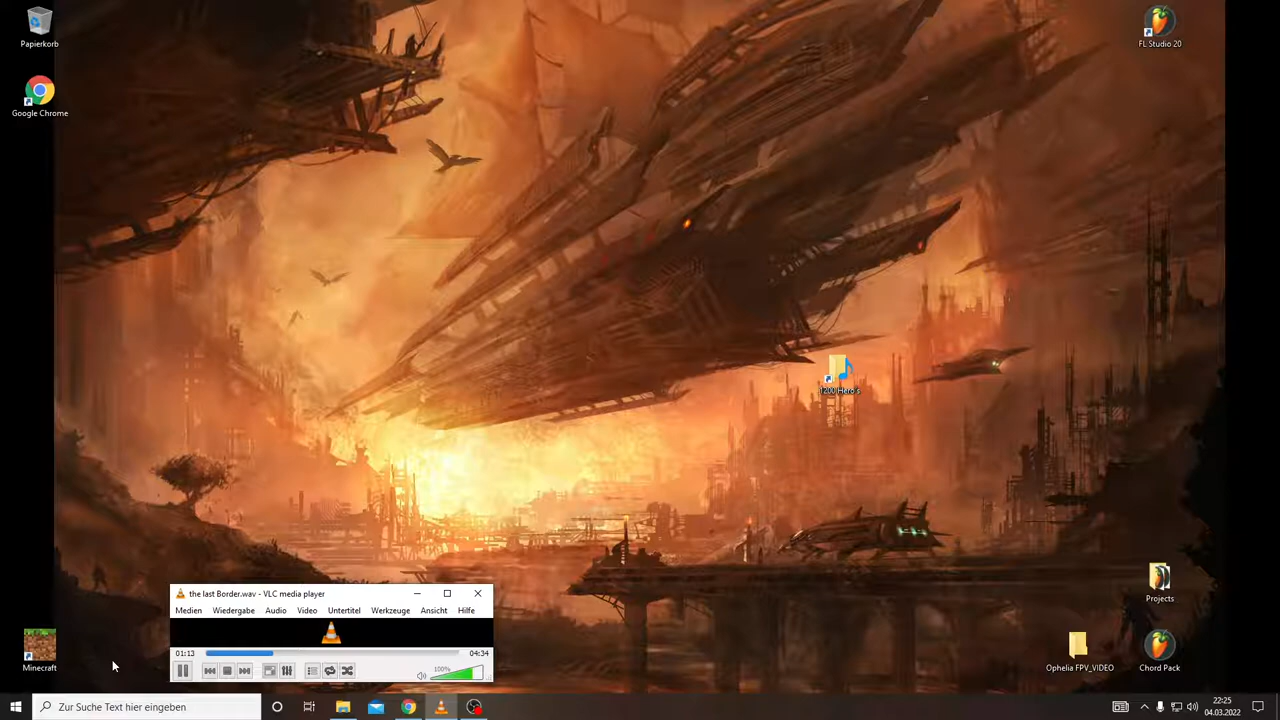 Papierkorb
FL Studio 20
Google Chrome
1200 Hero's
Projects
Minecraft
Ophelia FPV_VIDEO
Chord Pack
the last Border.wav - VLC media player
Medien Wiedergabe Audio Video Untertitel Werkzeuge Ansicht Hilfe
01:13 04:34
100%
Zur Suche Text hier eingeben
22:25
04.03.2022